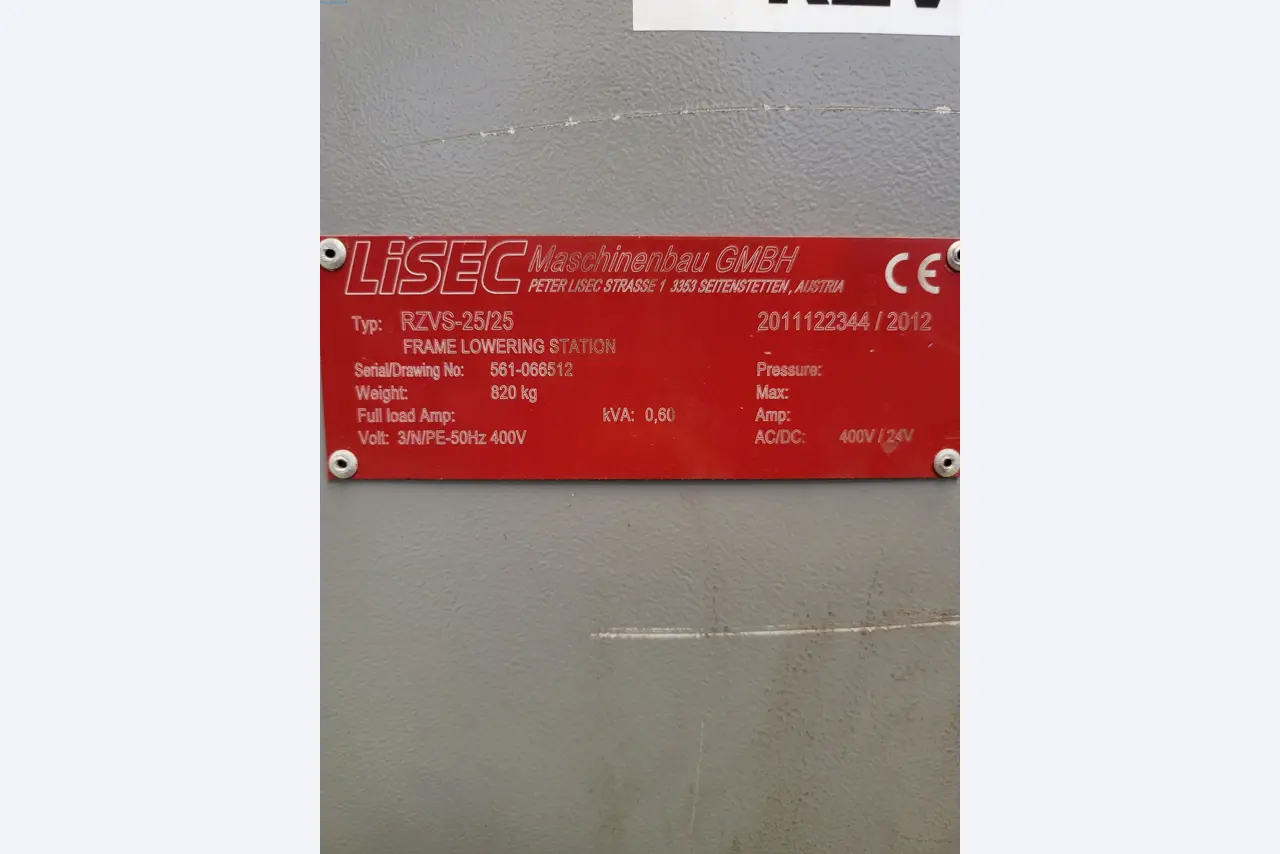 LiSEC Maschinenbau GMBH
PETER LISEC STRASSE 1 3353 SEITENSTETTEN, AUSTRIA
CE
Typ: RZVS-25/25 2011122344 / 2012
FRAME LOWERING STATION
Serial/Drawing No: 561-066512 Pressure:
Weight: 820 kg Max:
Full load Amp: kVA: 0,60 Amp:
Volt: 3/N/PE-50Hz 400V AC/DC: 400V / 24V